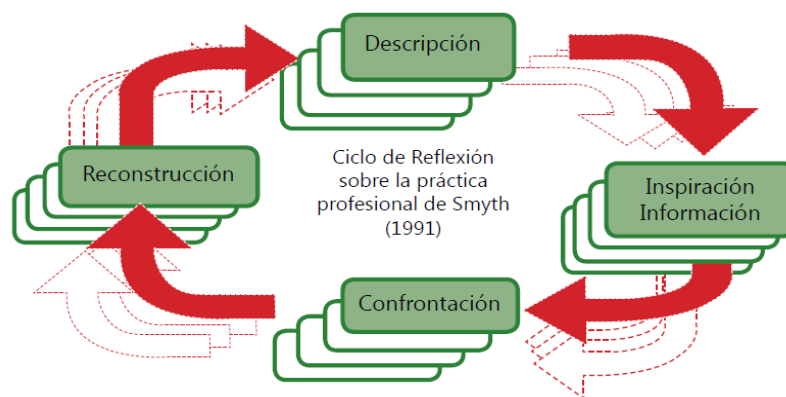 Descripción
Reconstrucción
Ciclo de Reflexión
sobre la práctica
profesional de Smyth
(1991)
Inspiración
Información
Confrontación